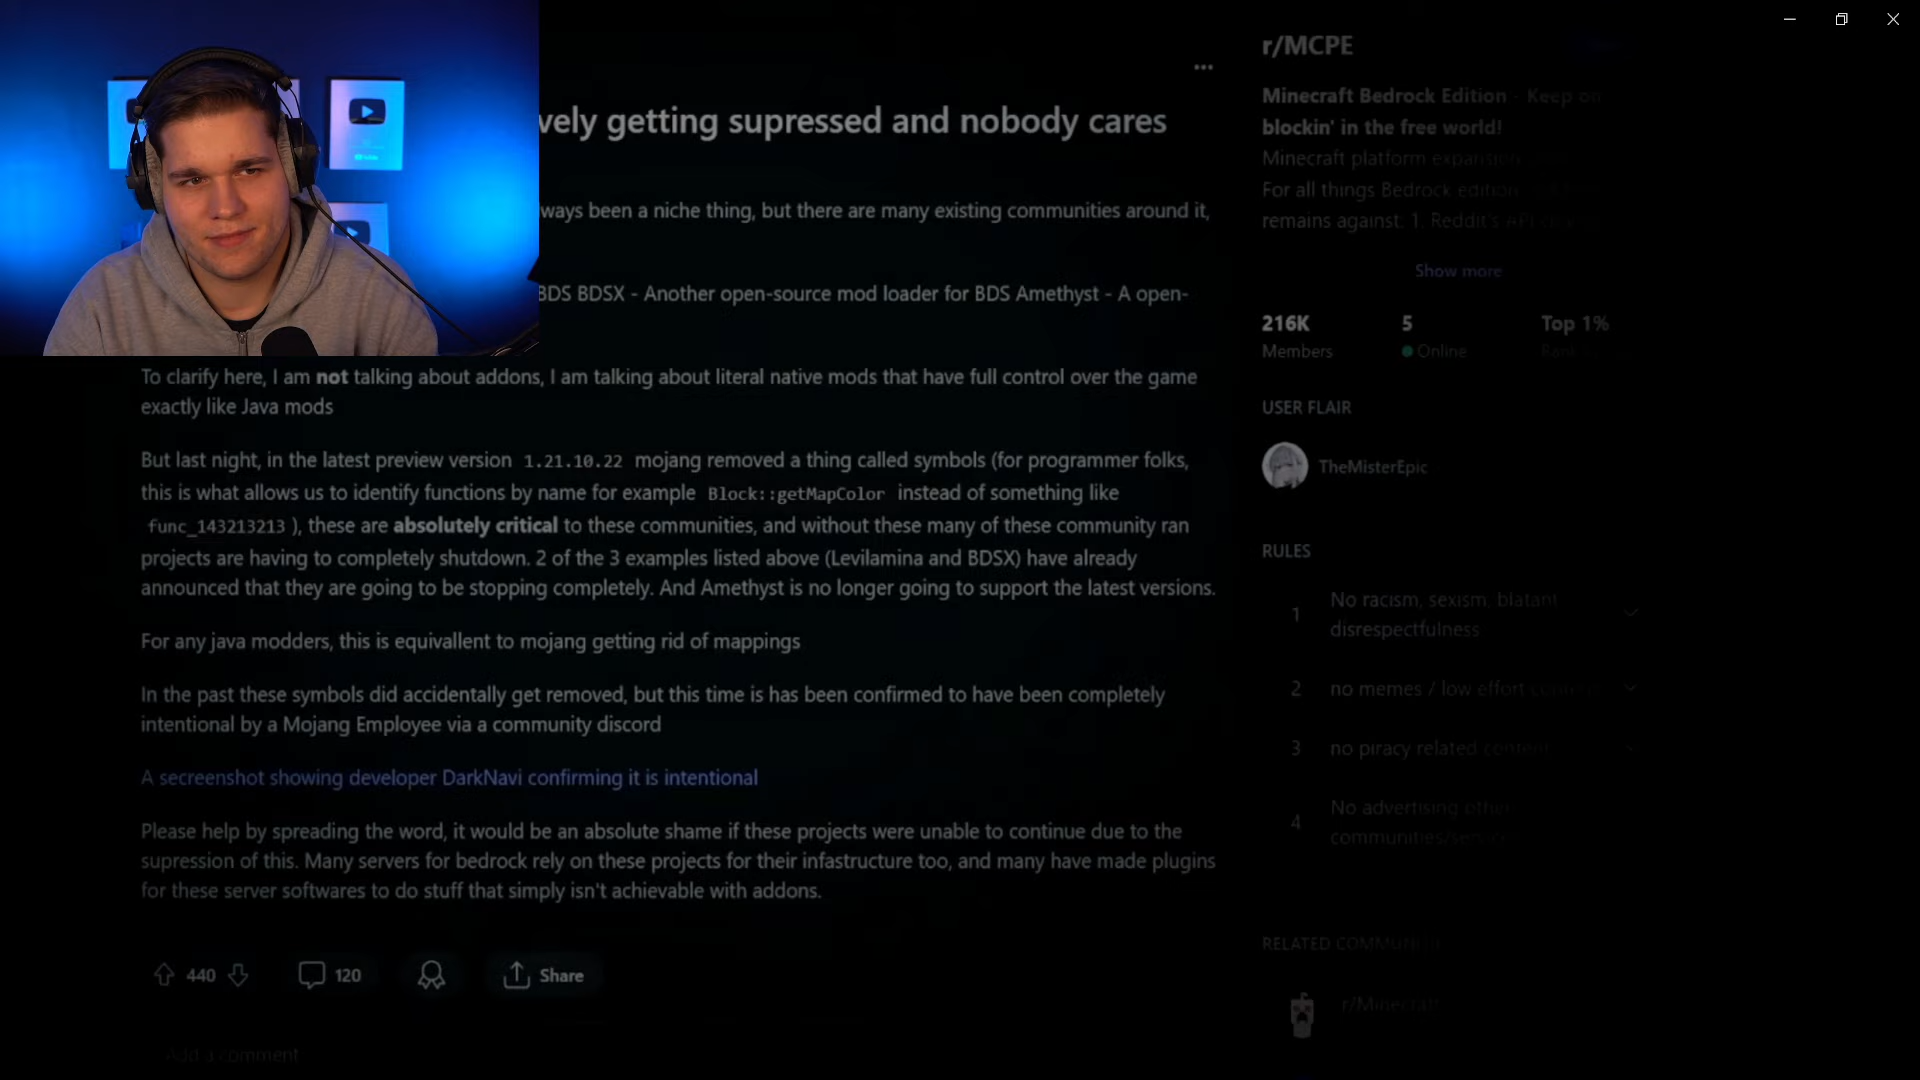 r/MCPE
vely getting supressed and nobody cares
Minecraft Bedrock Edition - Keep on
blockin' in the free world!
Minecraft platform expansion
For all things Bedrock edition
remains against: 1. Reddit's API
Show more
ways been a niche thing, but there are many existing communities around it,
BDS BDSX - Another open-source mod loader for BDS Amethyst - A open-
216K 5 Top 1%
Members Online
To clarify here, I am not talking about addons, I am talking about literal native mods that have full control over the game
exactly like Java mods
But last night, in the latest preview version 1.21.10.22 mojang removed a thing called symbols (for programmer folks,
this is what allows us to identify functions by name for example Block::getMapColor instead of something like
func_143213213 ), these are absolutely critical to these communities, and without these many of these community ran
projects are having to completely shutdown. 2 of the 3 examples listed above (Levilamina and BDSX) have already
announced that they are going to be stopping completely. And Amethyst is no longer going to support the latest versions.
For any java modders, this is equivallent to mojang getting rid of mappings
In the past these symbols did accidentally get removed, but this time is has been confirmed to have been completely
intentional by a Mojang Employee via a community discord
A secreenshot showing developer DarkNavi confirming it is intentional
Please help by spreading the word, it would be an absolute shame if these projects were unable to continue due to the
supression of this. Many servers for bedrock rely on these projects for their infastructure too, and many have made plugins
for these server softwares to do stuff that simply isn't achievable with addons.
440 120 Share
Add a comment
USER FLAIR
TheMisterEpic
RULES
1 No racism, sexism, blatant
disrespectfulness
2 no memes / low effort content
3 no piracy related content
4 No advertising other
communities/services
RELATED COMMUNITIES
r/Minecraft